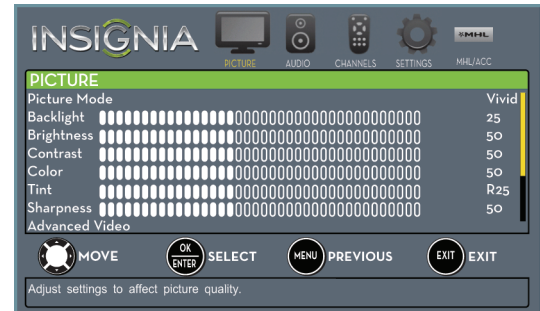 INSIGNIA
PICTURE AUDIO CHANNELS SETTINGS MHL/ACC
MHL
PICTURE
Picture Mode Vivid
Backlight 25
Brightness 50
Contrast 50
Color 50
Tint R25
Sharpness 50
Advanced Video
MOVE OK ENTER SELECT MENU PREVIOUS EXIT EXIT
Adjust settings to affect picture quality.